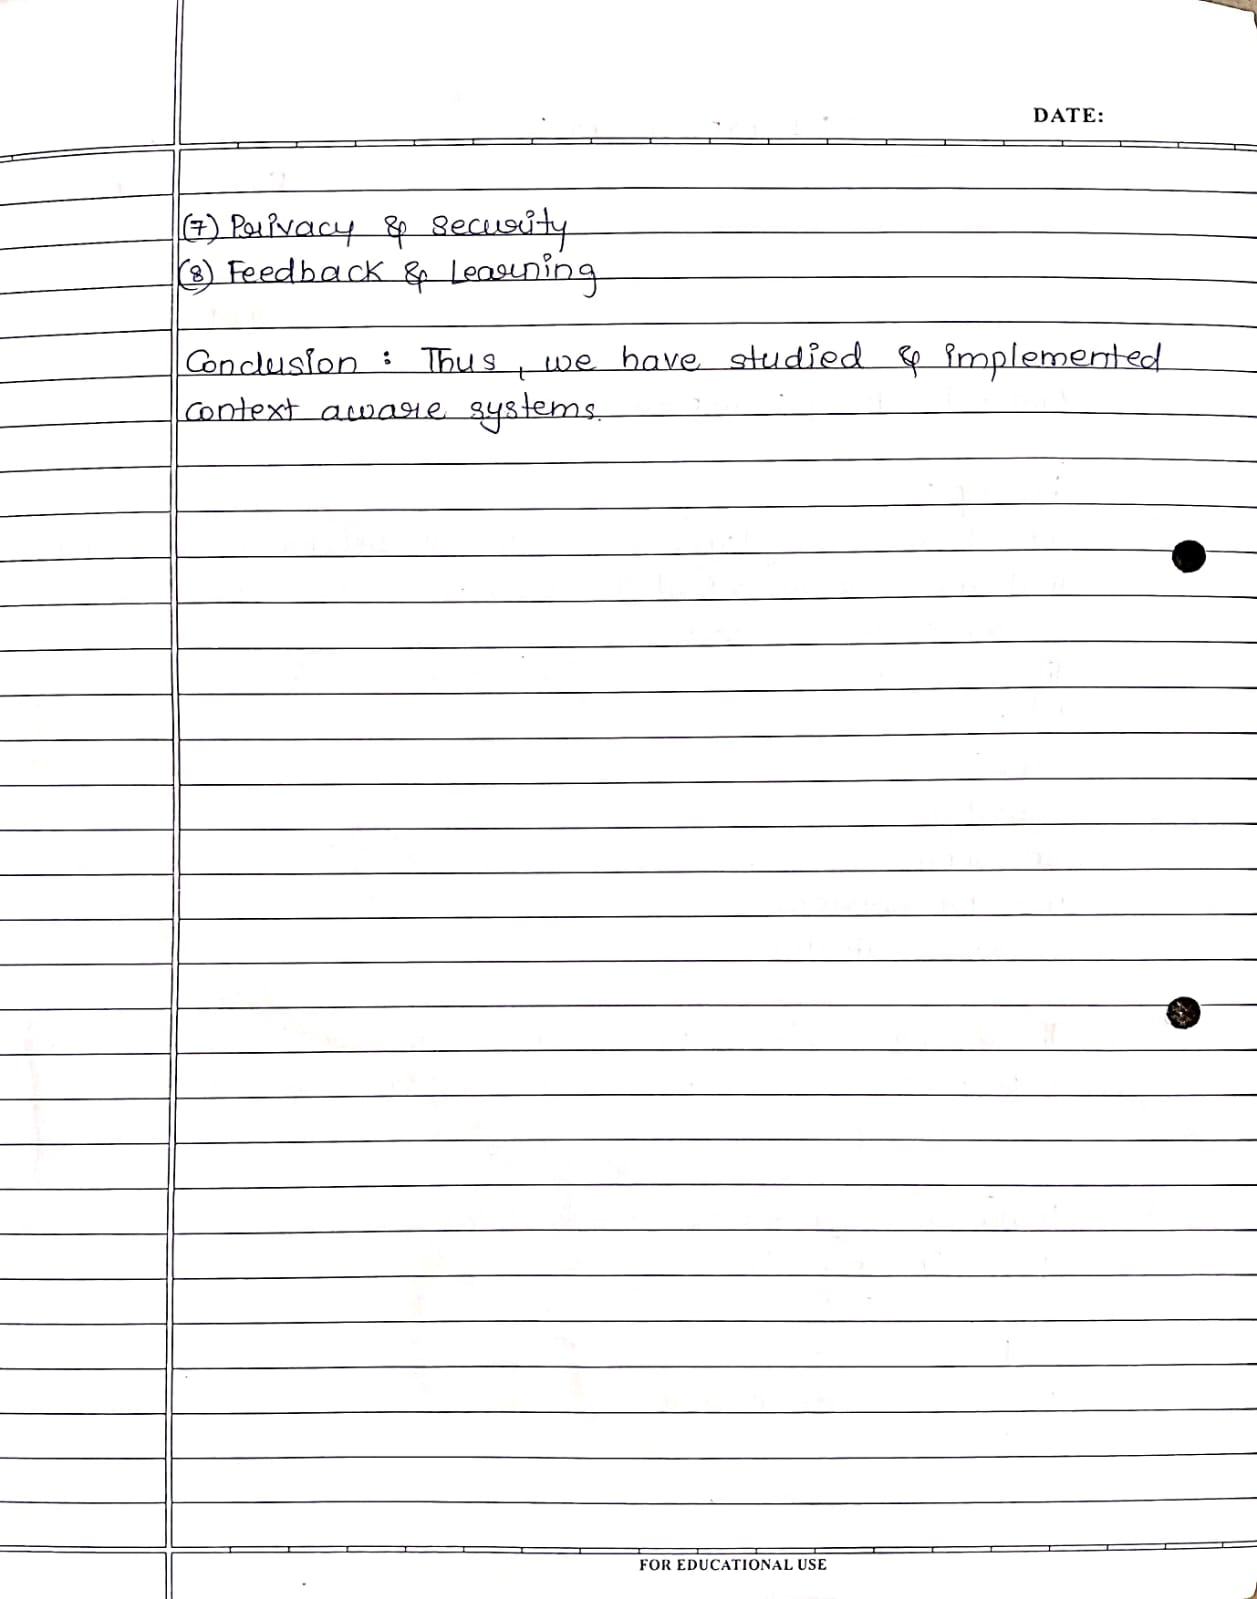 DATE:
(7) Privacy & security
(8) Feedback & Learning
Conclusion : Thus, we have studied & implemented
context aware systems.
FOR EDUCATIONAL USE